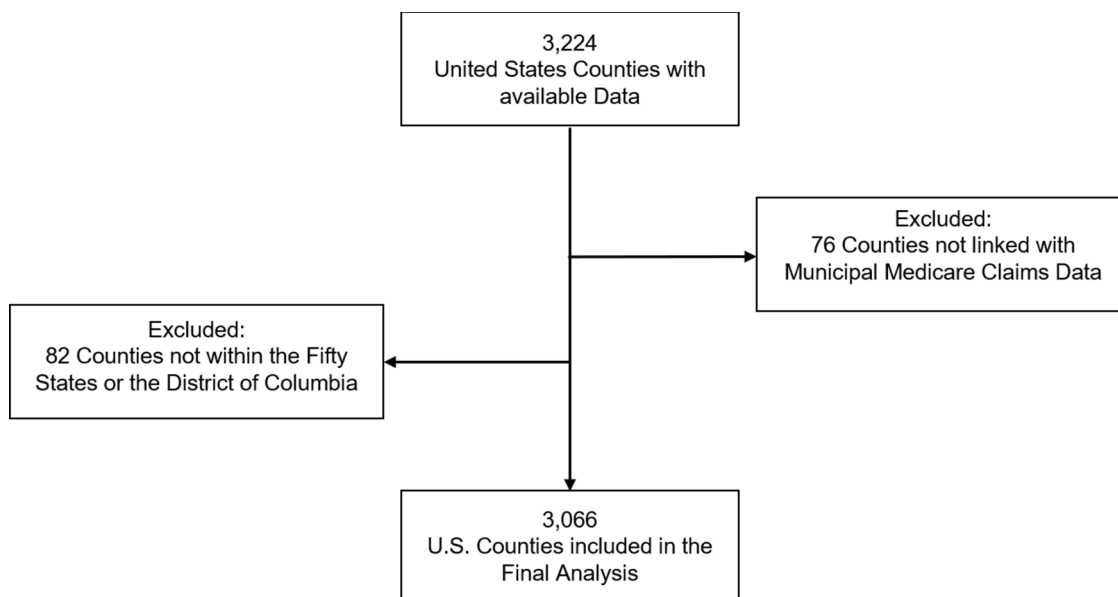 3,224
United States Counties with
available Data
Excluded:
76 Counties not linked with
Municipal Medicare Claims Data
Excluded:
82 Counties not within the Fifty
States or the District of Columbia
3,066
U.S. Counties included in the
Final Analysis